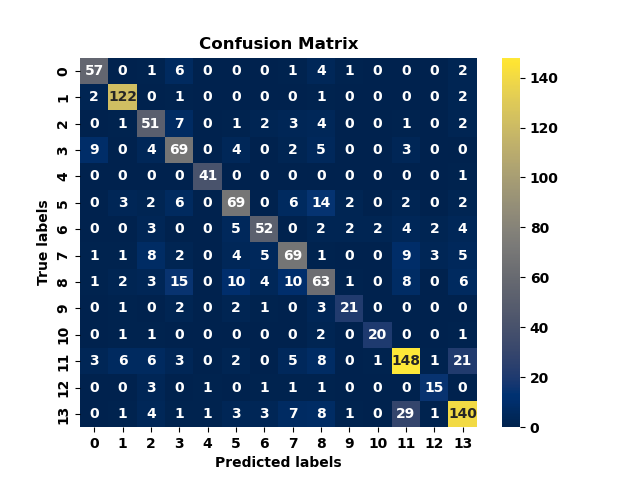 Confusion Matrix
0 57 0 1 6 0 0 0 1 4 1 0 0 0 2
1 2 122 0 1 0 0 0 0 1 0 0 0 0 2
2 0 1 51 7 0 1 2 3 4 0 0 1 0 2
3 9 0 4 69 0 4 0 2 5 0 0 3 0 0
4 0 0 0 0 41 0 0 0 0 0 0 0 0 1
5 0 3 2 6 0 69 0 6 14 2 0 2 0 2
6 0 0 3 0 0 5 52 0 2 2 2 4 2 4
7 1 1 8 2 0 4 5 69 1 0 0 9 3 5
8 1 2 3 15 0 10 4 10 63 1 0 8 0 6
9 0 1 0 2 0 2 1 0 3 21 0 0 0 0
10 0 1 1 0 0 0 0 0 2 0 20 0 0 1
11 3 6 6 3 0 2 0 5 8 0 1 148 1 21
12 0 0 3 0 1 0 1 1 1 0 0 0 15 0
13 0 1 4 1 1 3 3 7 8 1 0 29 1 140
0 1 2 3 4 5 6 7 8 9 10 11 12 13
Predicted labels
True labels
140
120
100
80
60
40
20
0